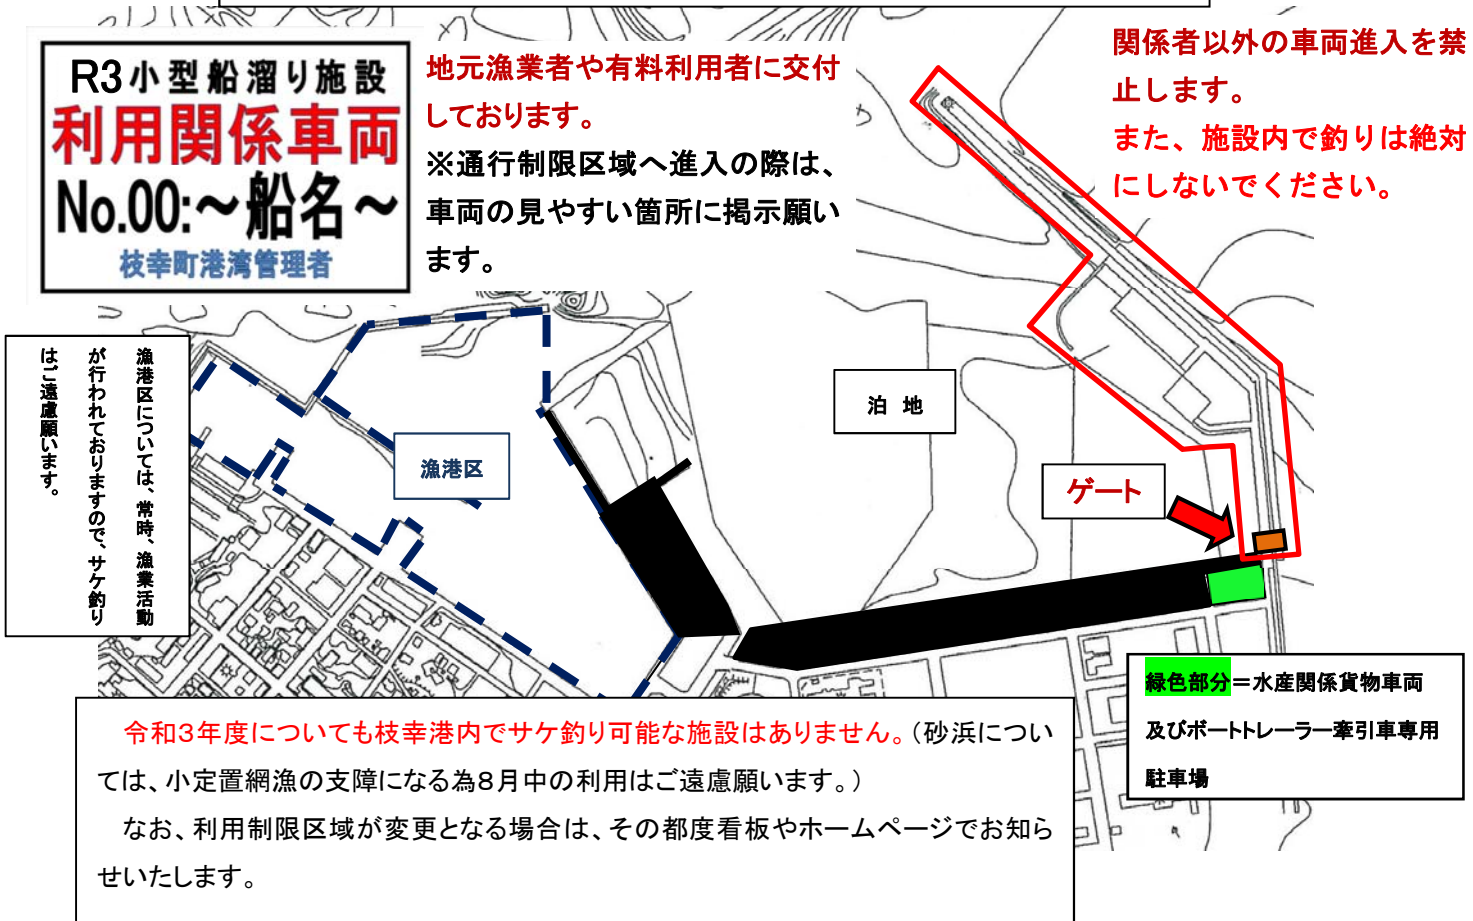 R3小型船溜り施設
利用関係車両
No.00:～船名～
枝幸町港湾管理者
地元漁業者や有料利用者に交付
しております。
※通行制限区域へ進入の際は、
車両の見やすい箇所に掲示願い
ます。
関係者以外の車両進入を禁
止します。
また、施設内で釣りは絶対
にしないでください。
漁港区については、常時、漁業活動
が行われておりますので、サケ釣り
はご遠慮願います。
漁港区
泊 地
ゲート
緑色部分＝水産関係貨物車両
及びボートトレーラー牽引車専用
駐車場
令和３年度についても枝幸港内でサケ釣り可能な施設はありません。（砂浜につい
ては、小定置網漁の支障になる為８月中の利用はご遠慮願います。）
なお、利用制限区域が変更となる場合は、その都度看板やホームページでお知ら
せいたします。